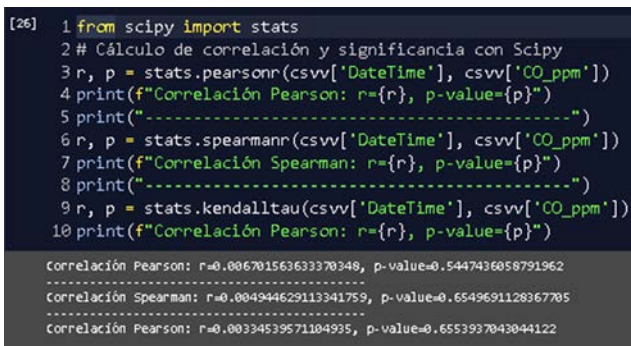 [26] 1 from scipy import stats
2 # Cálculo de correlación y significancia con Scipy
3 r, p = stats.pearsonr(csvv['DateTime'], csvv['CO_ppm'])
4 print(f"Correlación Pearson: r={r}, p-value={p}")
5 print("---------------------------------------------")
6 r, p = stats.spearmanr(csvv['DateTime'], csvv['CO_ppm'])
7 print(f"Correlación Spearman: r={r}, p-value={p}")
8 print("---------------------------------------------")
9 r, p = stats.kendalltau(csvv['DateTime'], csvv['CO_ppm'])
10 print(f"Correlación Pearson: r={r}, p-value={p}")
Correlación Pearson: r=0.006701563633370348, p-value=0.5447436058791962
---------------------------------------------
Correlación Spearman: r=0.004944629113341759, p-value=0.6549691128367705
---------------------------------------------
Correlación Pearson: r=0.00334539571104935, p-value=0.6553937043044122